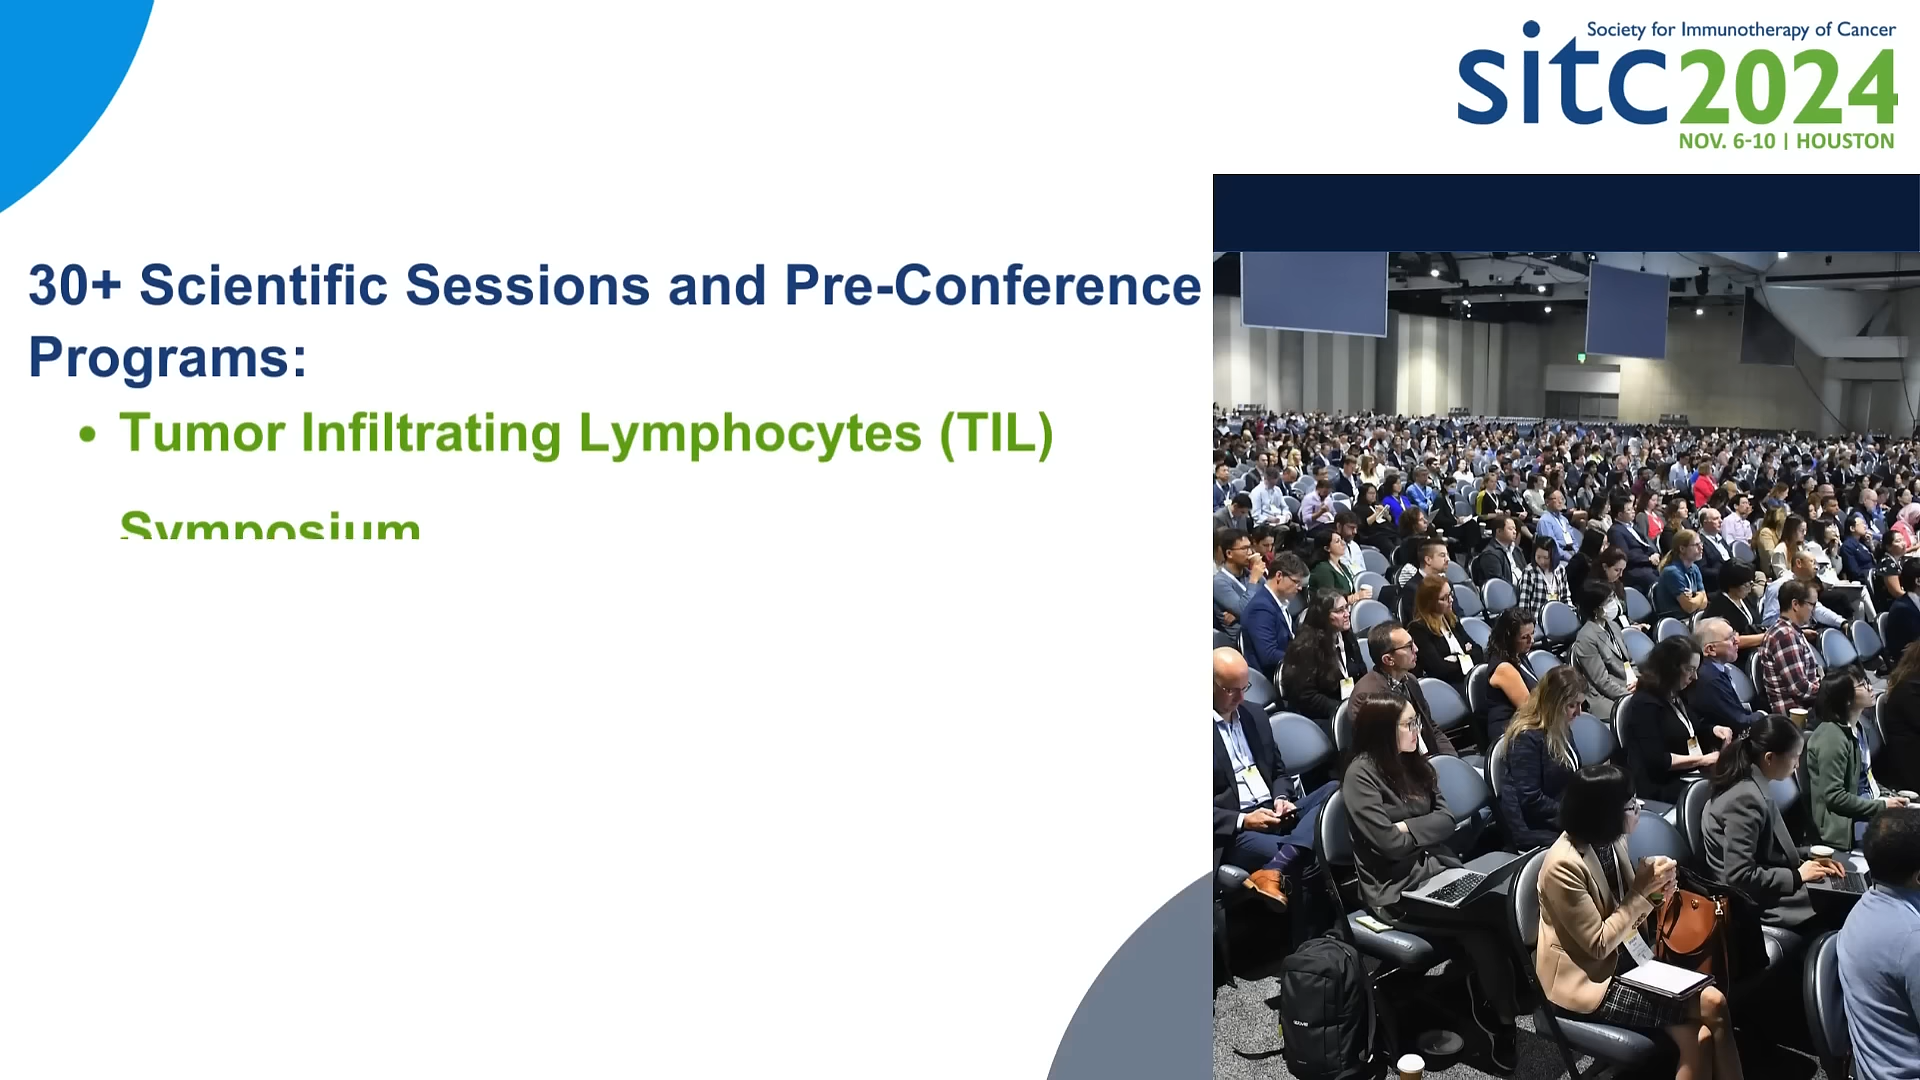 Society for Immunotherapy of Cancer
sitc2024
NOV. 6-10 | HOUSTON
30+ Scientific Sessions and Pre-Conference
Programs:
• Tumor Infiltrating Lymphocytes (TIL)
Symposium